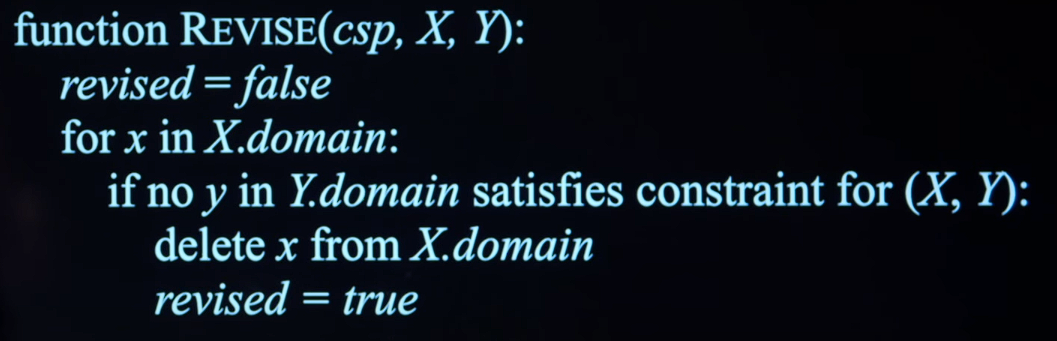 function REVISE(csp, X, Y):
revised = false
for x in X.domain:
if no y in Y.domain satisfies constraint for (X, Y):
delete x from X.domain
revised = true